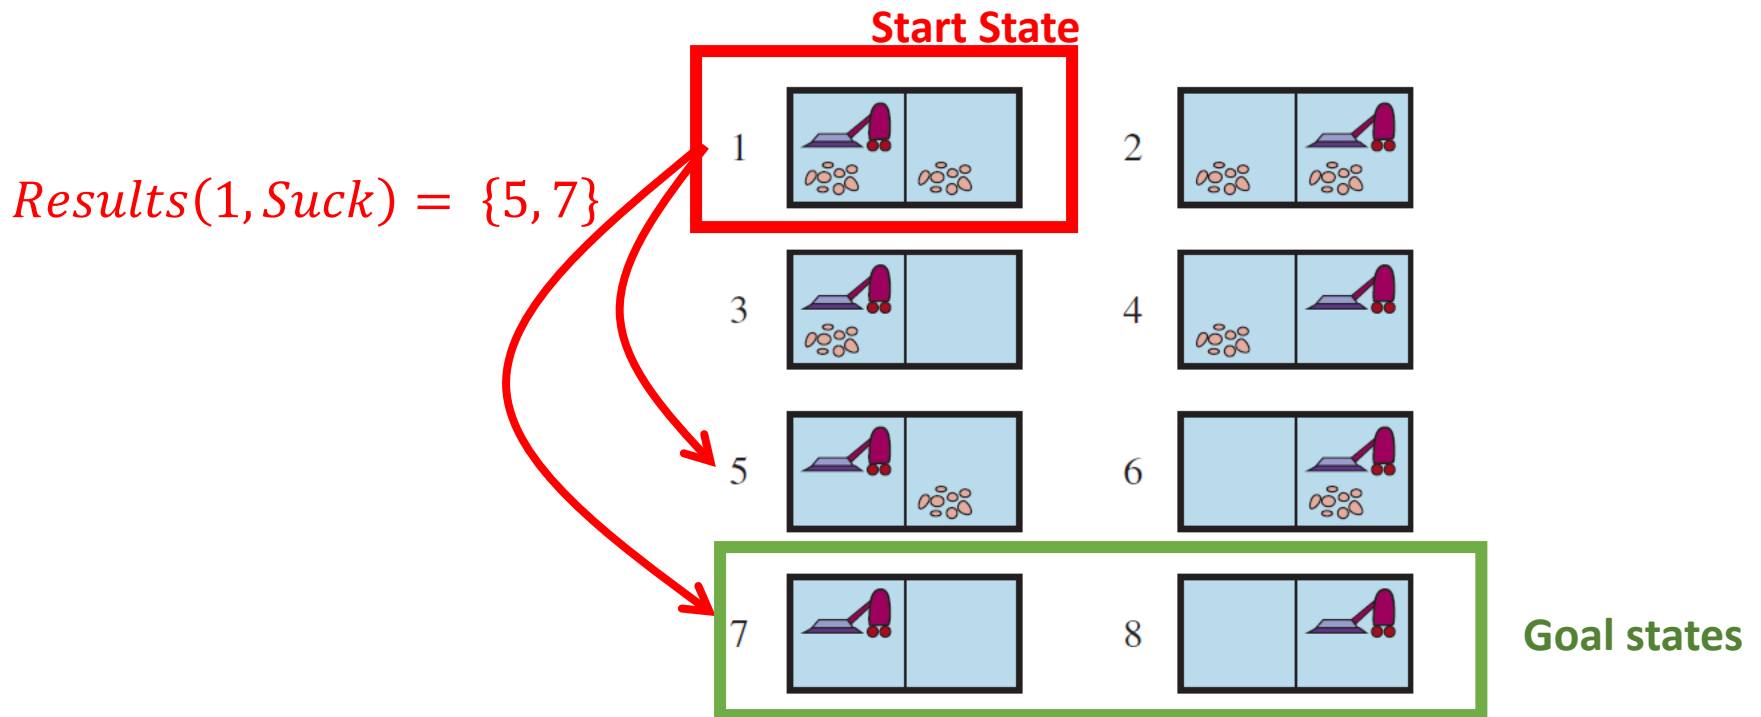 Start State
1
2
Results(1, Suck) = {5, 7}
3
4
5
6
7
8
Goal states